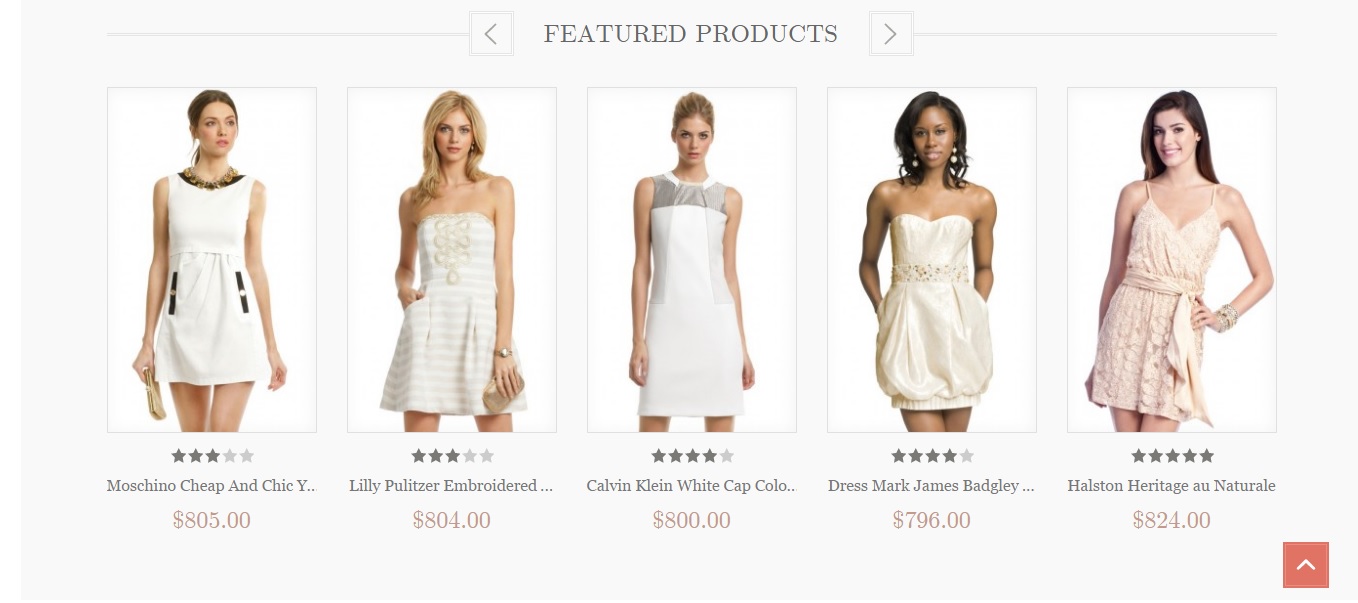 FEATURED PRODUCTS
Moschino Cheap And Chic Y...
Lilly Pulitzer Embroidered ...
Calvin Klein White Cap Colo...
Dress Mark James Badgley ...
Halston Heritage au Naturale
$805.00
$804.00
$800.00
$796.00
$824.00